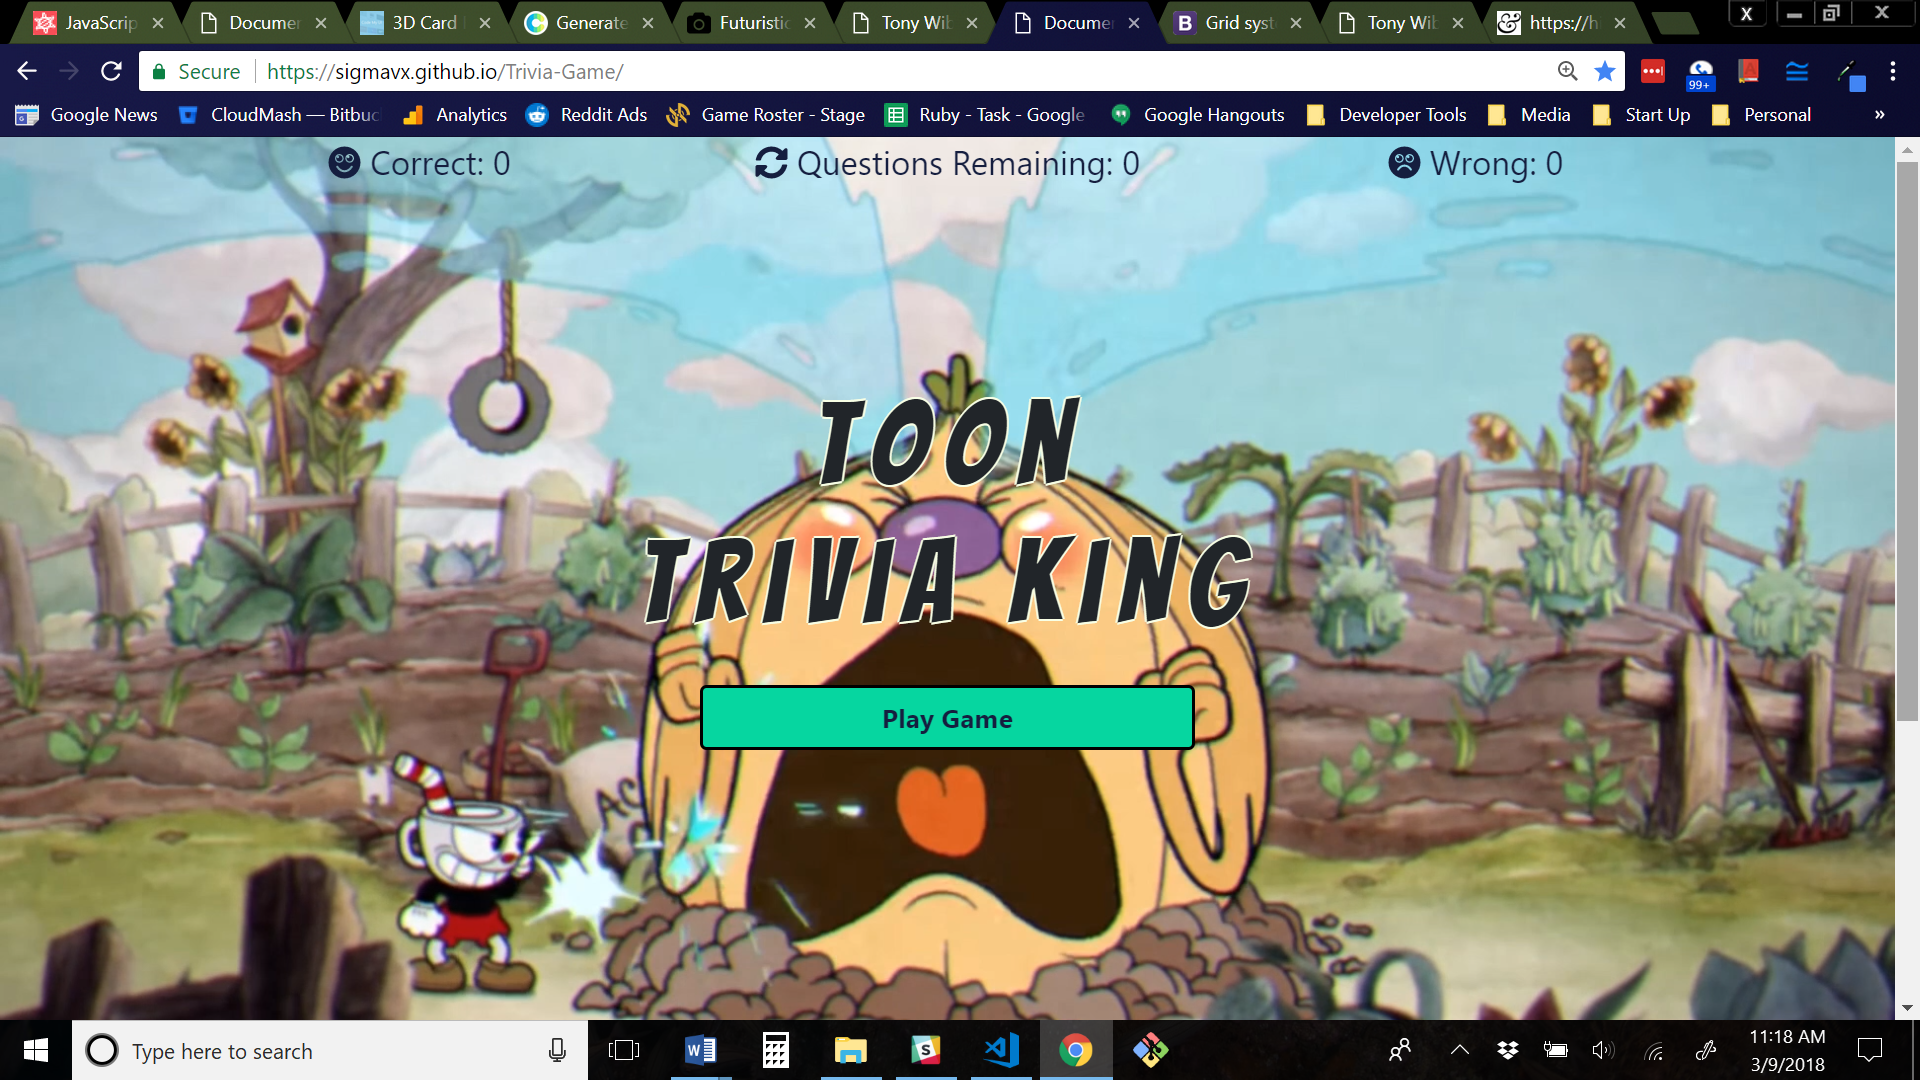 JavaScrip
Documer
3D Card
Generate
Futuristic
Tony Wib
Documer
Grid syst
Tony Wib
https://h
X
Secure
https://sigmavx.github.io/Trivia-Game/
99+
Google News
CloudMash — Bitbuc
Analytics
Reddit Ads
Game Roster - Stage
Ruby - Task - Google
Google Hangouts
Developer Tools
Media
Start Up
Personal
»
Correct: 0
Questions Remaining: 0
Wrong: 0
TOON
TRIVIA KING
Play Game
Type here to search
11:18 AM
3/9/2018